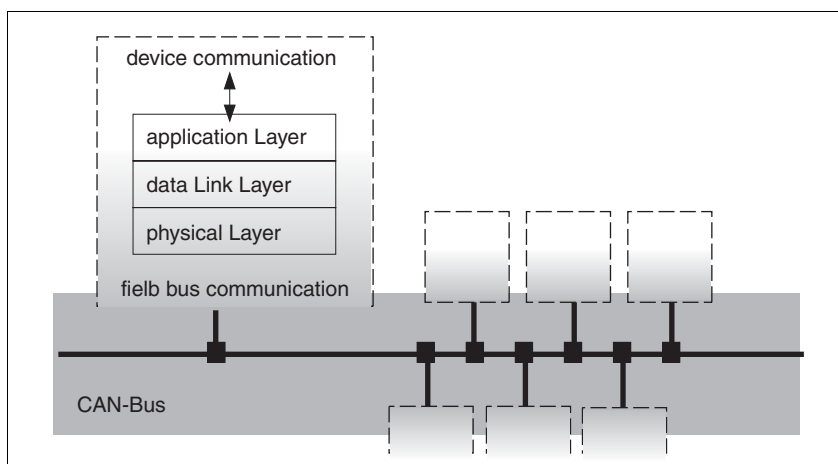 device communication
application Layer
data Link Layer
physical Layer
fielb bus communication
CAN-Bus